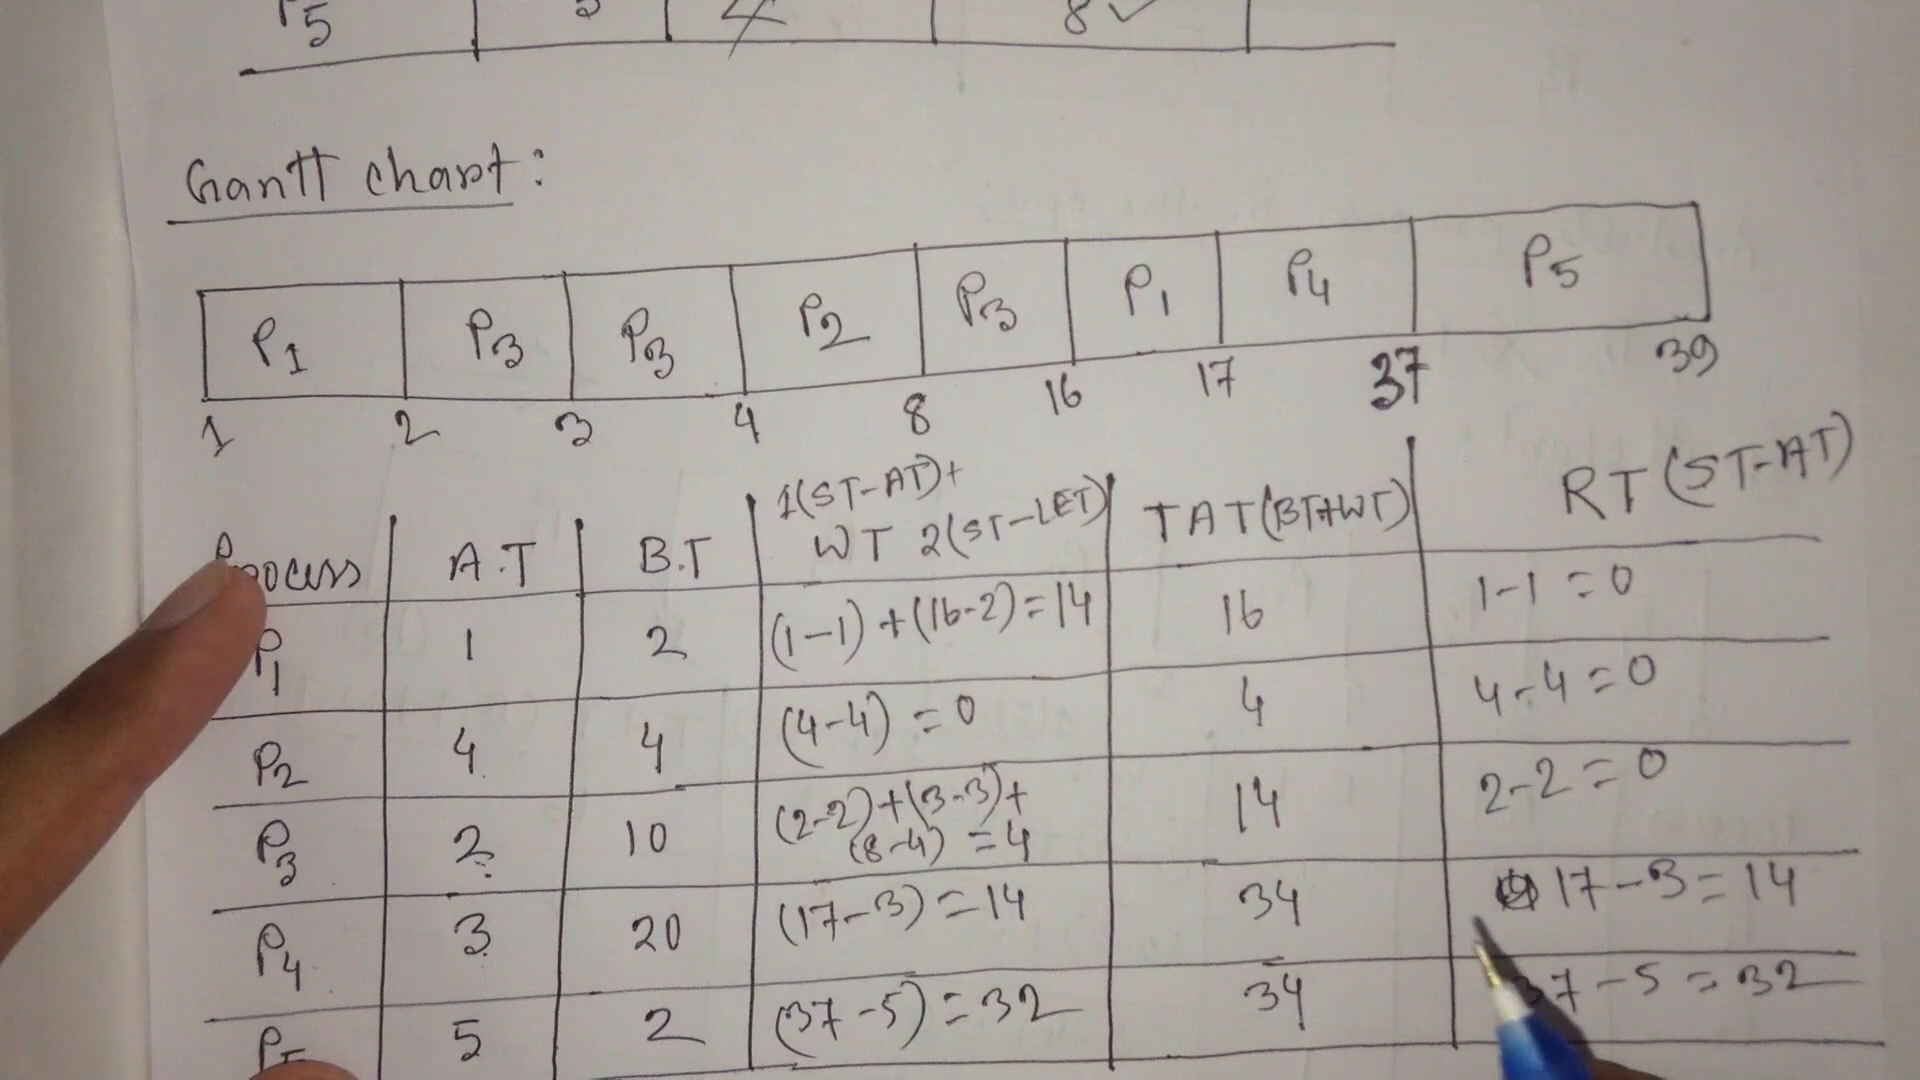 P5 8 ✓
Gantt chart:
P1 P3 P3 P2 P3 P1 P4 P5
1 2 3 4 8 16 17 37 39
Process A.T B.T 1(ST-AT)+ WT 2(ST-LET) TAT(BT+WT) RT(ST-AT)
P1 1 2 (1-1)+(16-2)=14 16 1-1=0
P2 4 4 (4-4)=0 4 4-4=0
P3 2 10 (2-2)+(3-3)+ (8-4)=4 14 2-2=0
P4 3 20 (17-3)=14 34 17-3=14
5 2 (37-5)=32 34 37-5=32